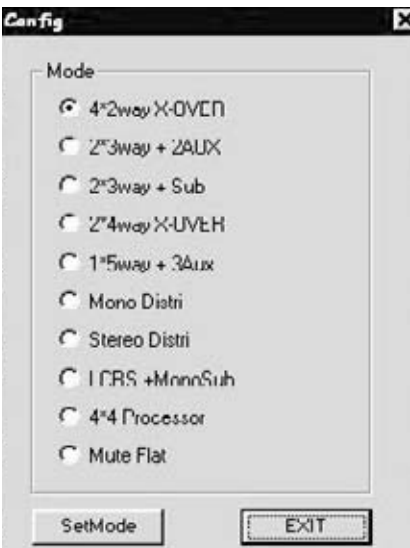 Config
Mode
4*2way X-OVER
2*3way + 2AUX
2*3way + Sub
2*4way X-OVER
1*5way + 3Aux
Mono Distri
Stereo Distri
LCRS +MonoSub
4*4 Processor
Mute Flat
SetMode
EXIT